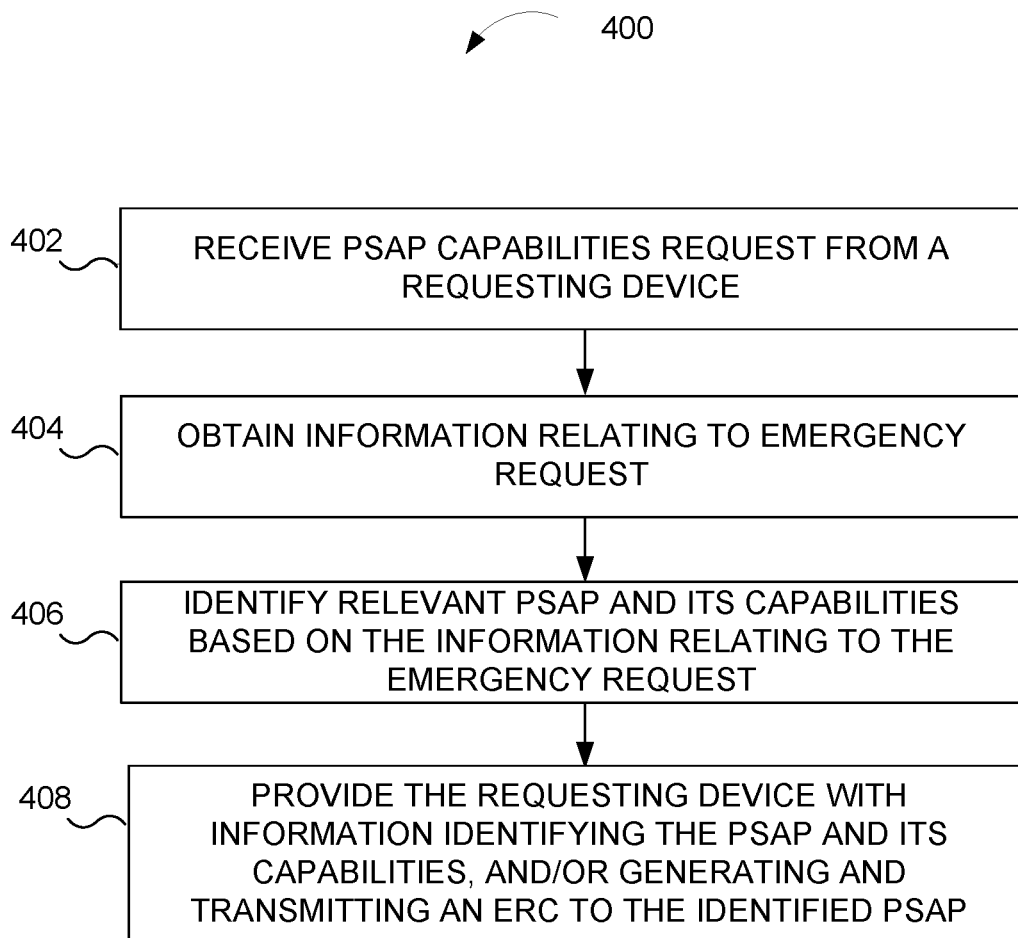 400
402
RECEIVE PSAP CAPABILITIES REQUEST FROM A
REQUESTING DEVICE
404
OBTAIN INFORMATION RELATING TO EMERGENCY
REQUEST
406
IDENTIFY RELEVANT PSAP AND ITS CAPABILITIES
BASED ON THE INFORMATION RELATING TO THE
EMERGENCY REQUEST
408
PROVIDE THE REQUESTING DEVICE WITH
INFORMATION IDENTIFYING THE PSAP AND ITS
CAPABILITIES, AND/OR GENERATING AND
TRANSMITTING AN ERC TO THE IDENTIFIED PSAP